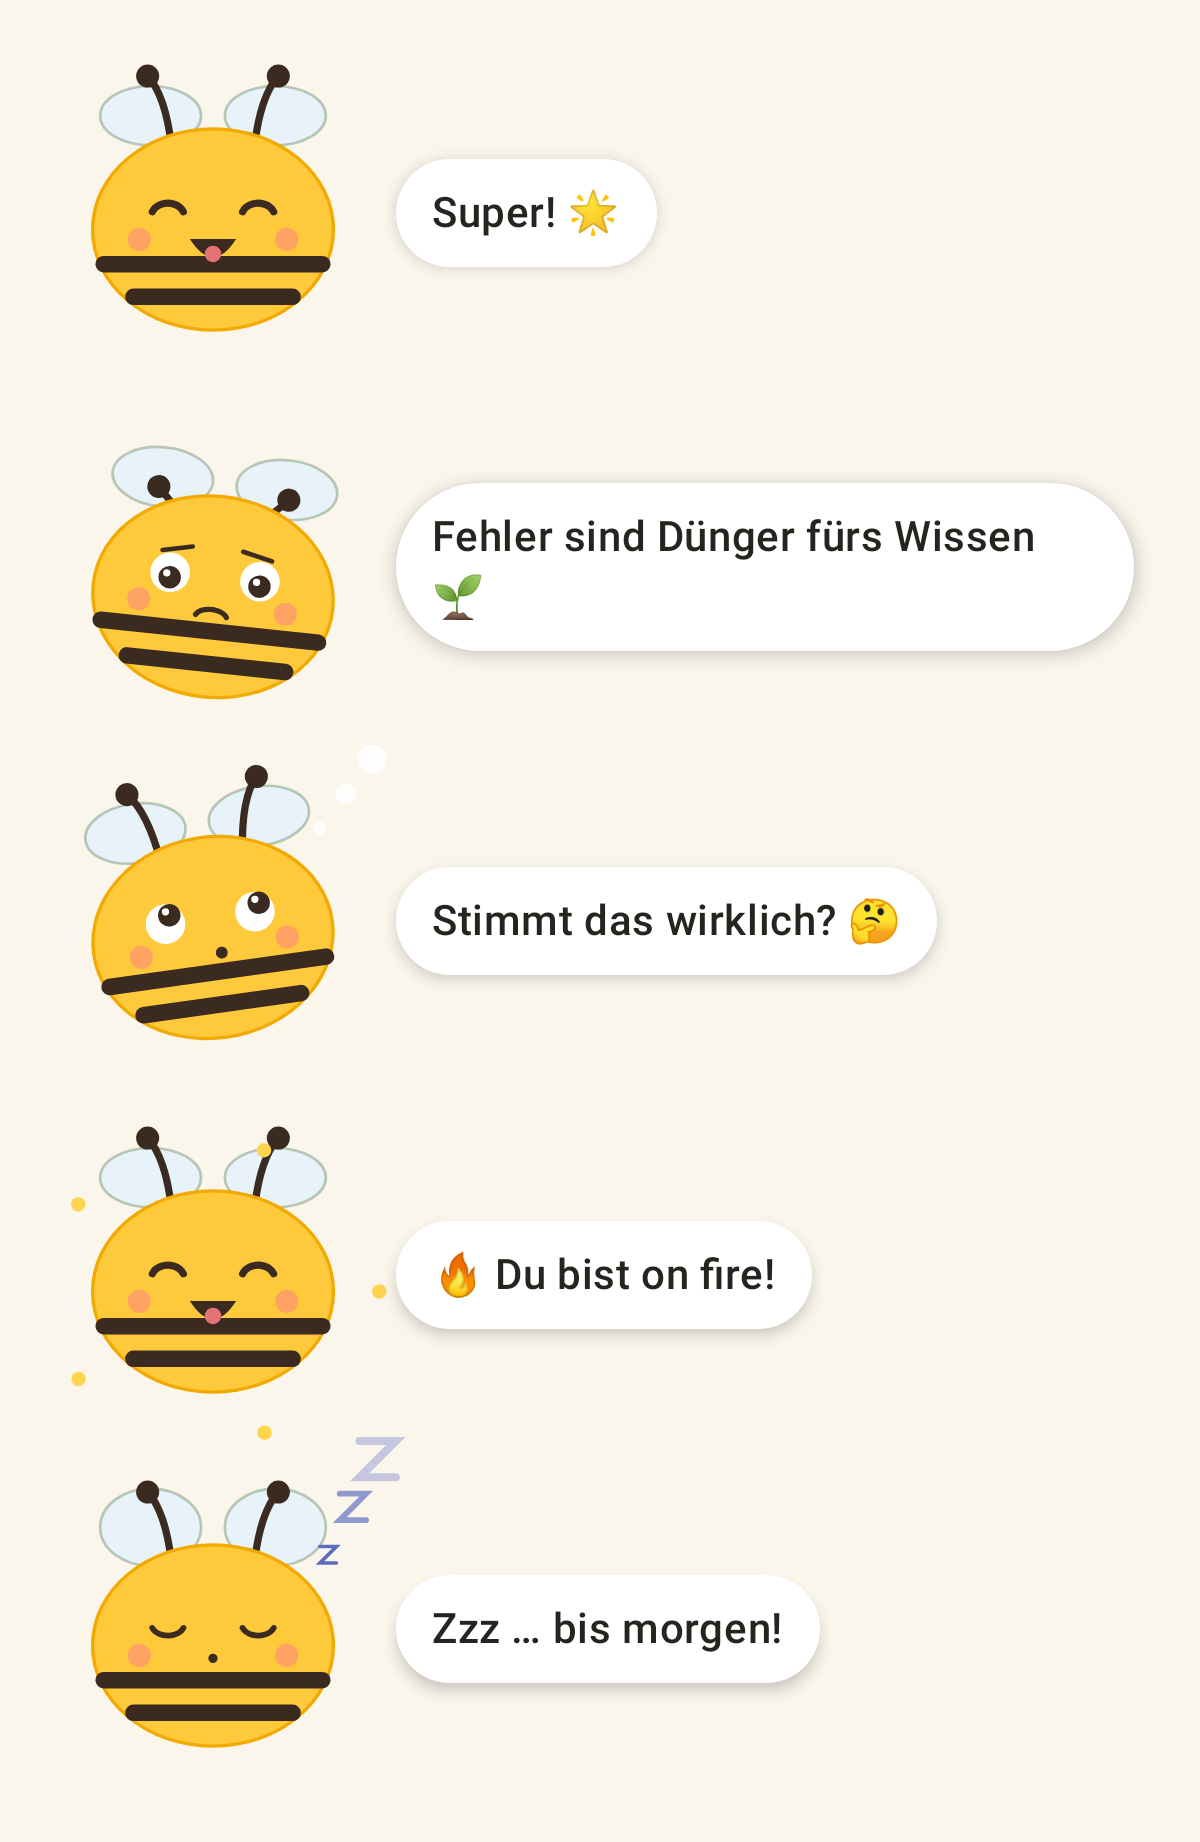 Super! 🌟
Fehler sind Dünger fürs Wissen
🌱
Stimmt das wirklich? 🤔
🔥 Du bist on fire!
Z
Z
Z
Zzz … bis morgen!